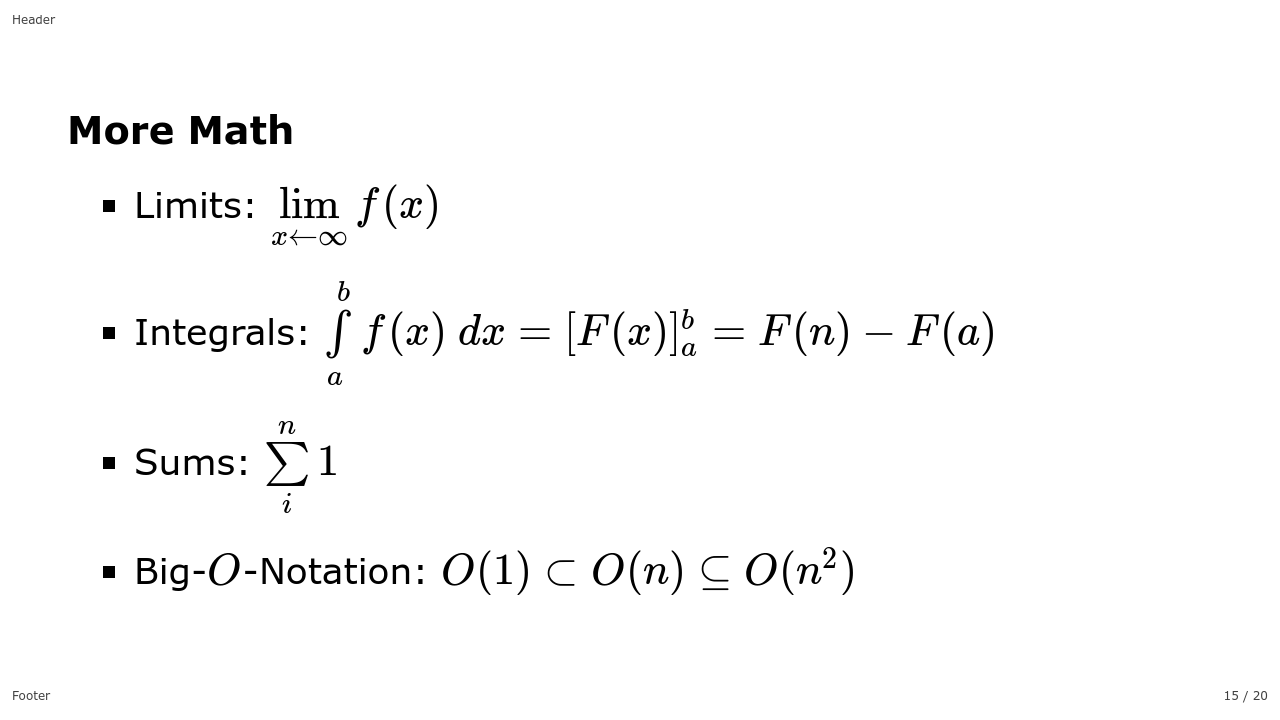 Header
More Math
▪ Limits: lim_{x←∞} f(x)
▪ Integrals: ∫_a^b f(x) dx = [F(x)]_a^b = F(n) − F(a)
▪ Sums: ∑_i^n 1
▪ Big-O-Notation: O(1) ⊂ O(n) ⊆ O(n²)
Footer
15 / 20